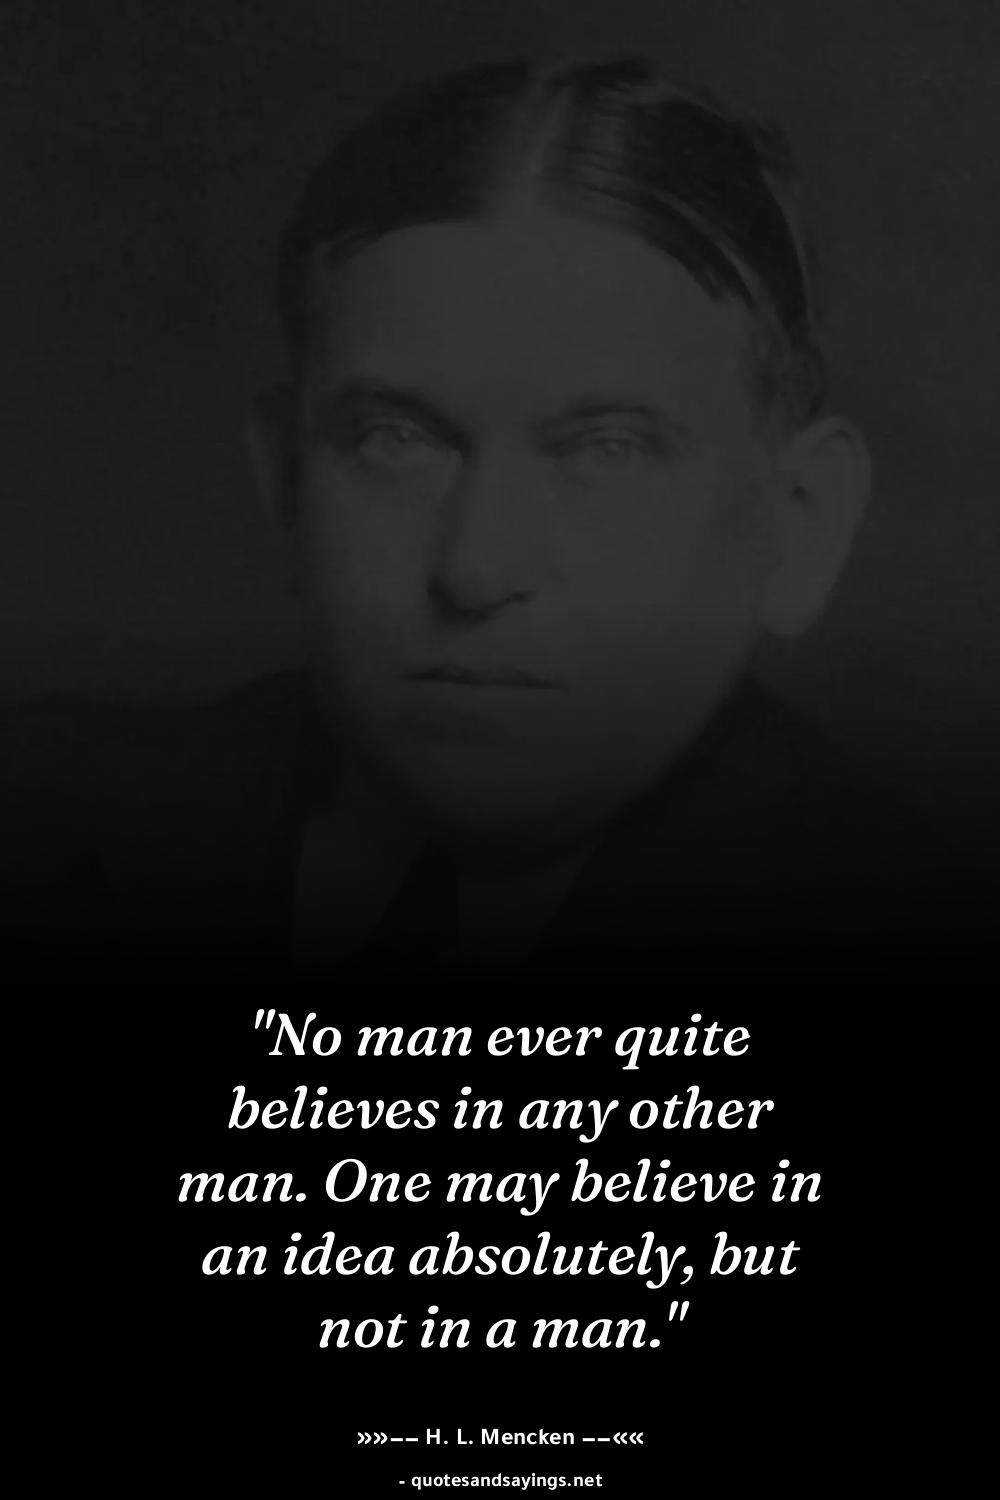 "No man ever quite
believes in any other
man. One may believe in
an idea absolutely, but
not in a man."
»»–– H. L. Mencken ––««
- quotesandsayings.net